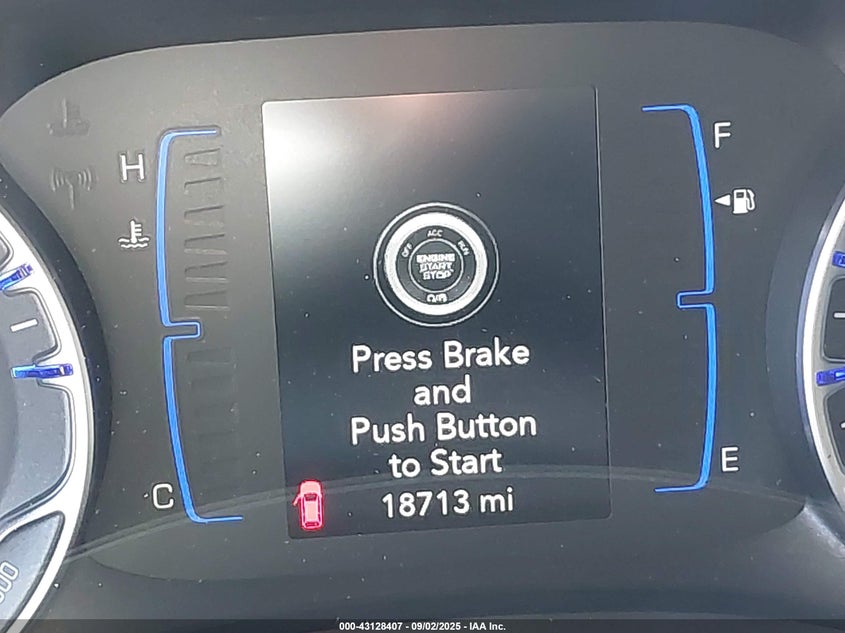 H
F
OFF
ACC
RUN
ENGINE
START
STOP
Press Brake
and
Push Button
to Start
18713 mi
C
E
000-43128407 - 09/02/2025 - IAA Inc.